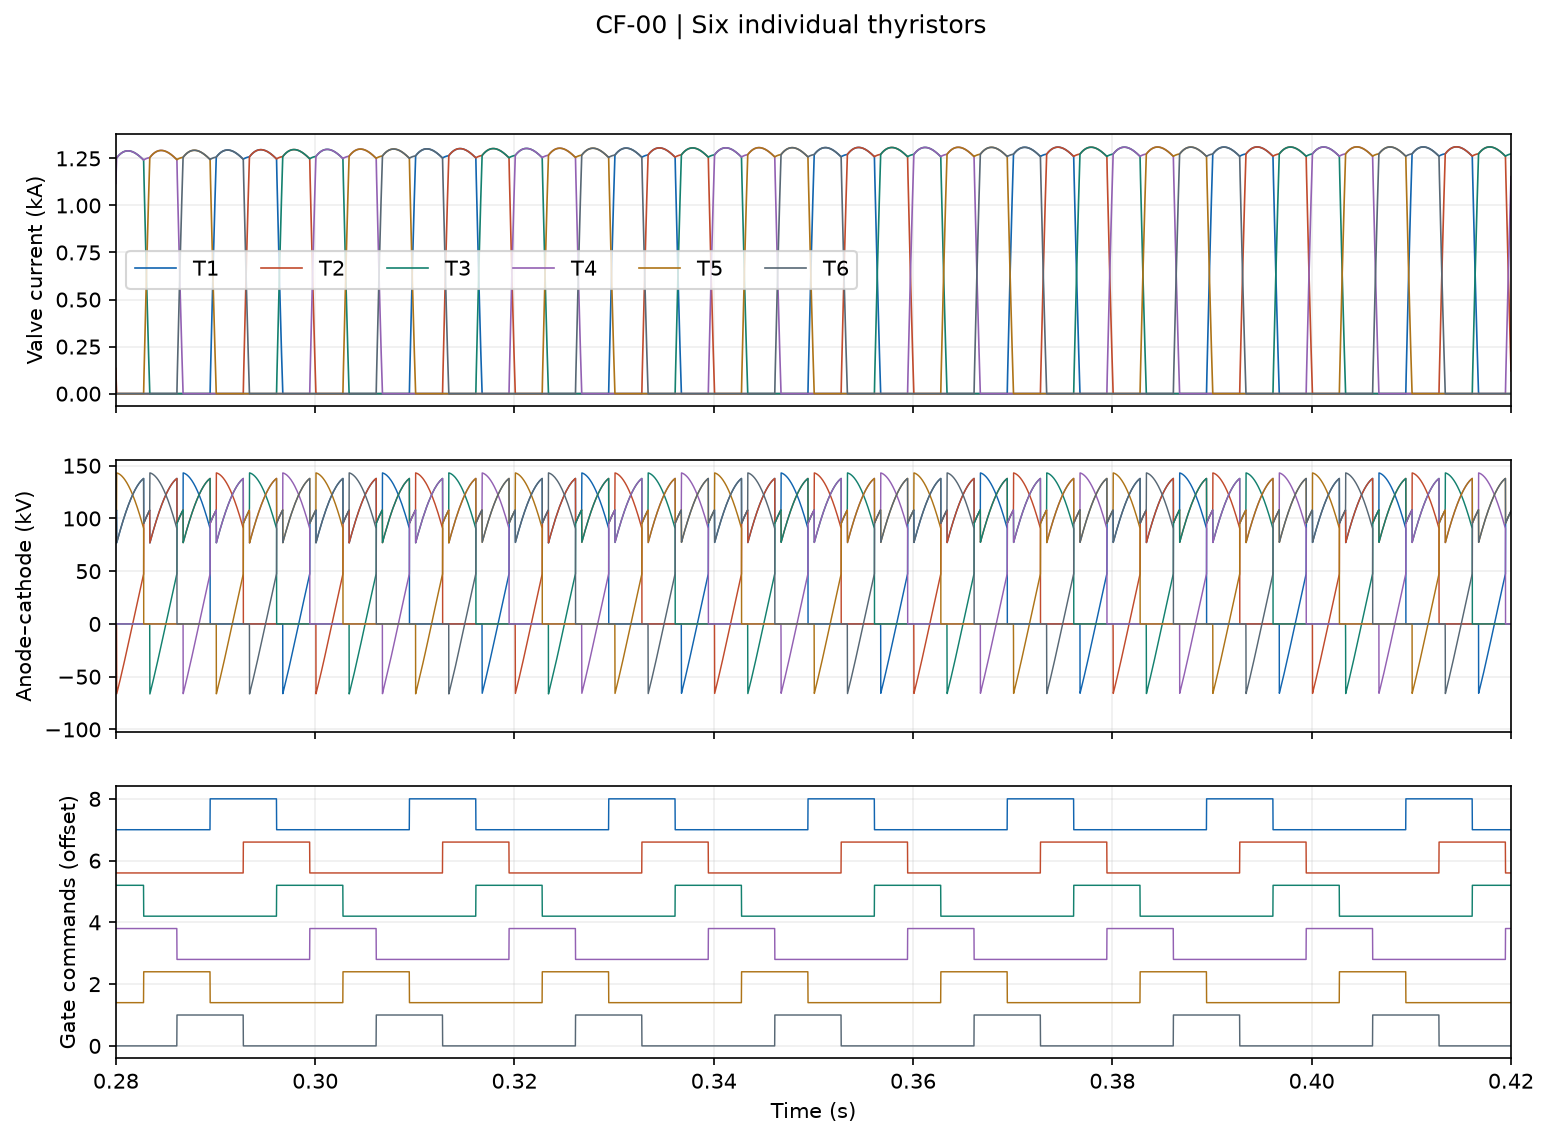 CF-00 | Six individual thyristors
Valve current (kA)
1.25
1.00
0.75
0.50
0.25
0.00
T1 T2 T3 T4 T5 T6
Anode–cathode (kV)
150
100
50
0
−50
−100
Gate commands (offset)
8
6
4
2
0
0.28 0.30 0.32 0.34 0.36 0.38 0.40 0.42
Time (s)